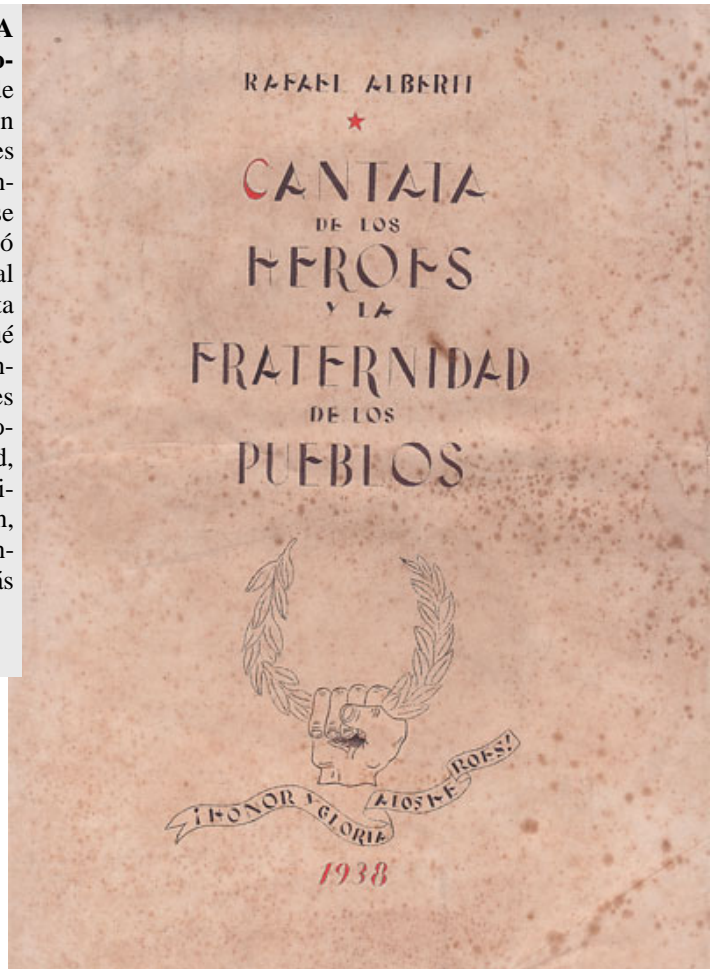 RAFAEL ALBERTI
CANTATA
DE LOS
HEROES
Y LA
FRATERNIDAD
DE LOS
PUEBLOS
¡HONOR Y GLORIA A LOS HEROES!
1938